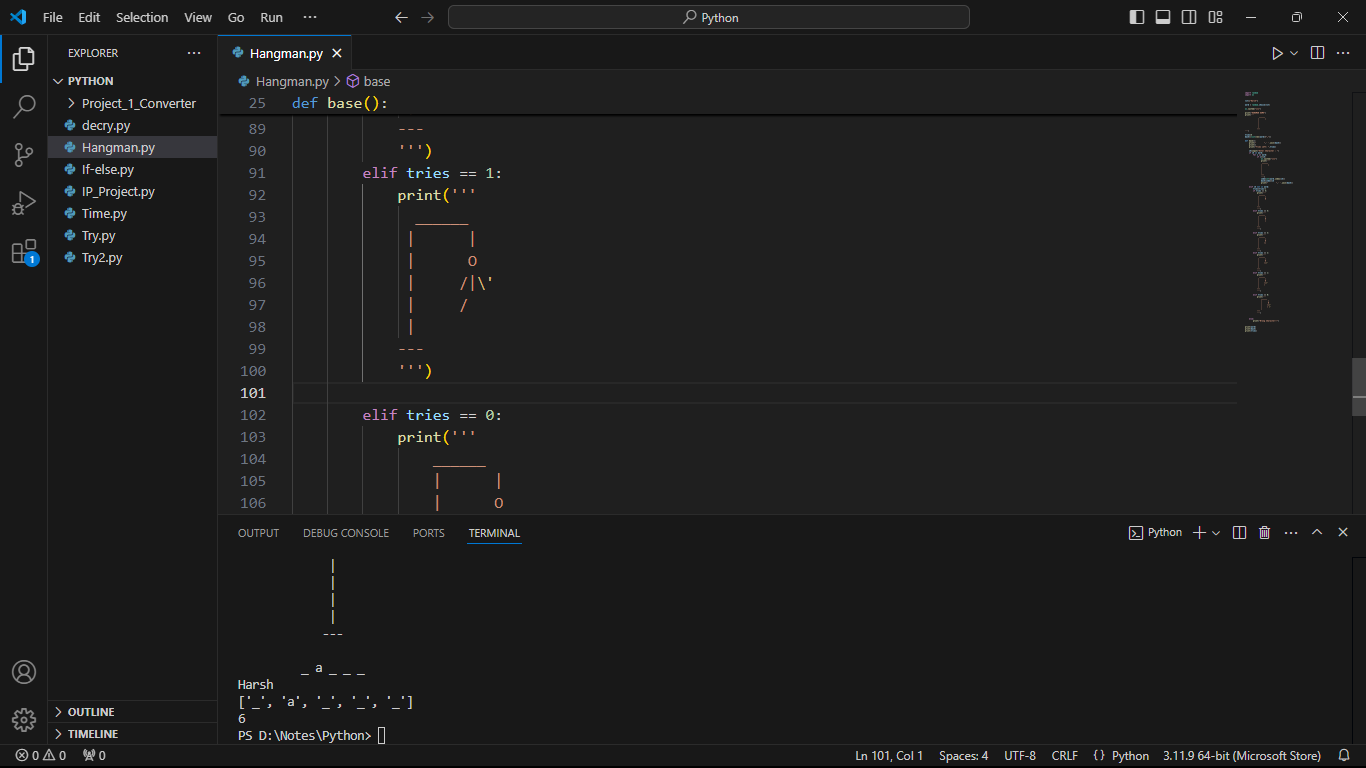 File Edit Selection View Go Run ···
Python
EXPLORER ···
PYTHON
Project_1_Converter
decry.py
Hangman.py
If-else.py
IP_Project.py
Time.py
Try.py
Try2.py
OUTLINE
TIMELINE
1
Hangman.py
Hangman.py > base
25 def base():
89 ---
90 ''')
91 elif tries == 1:
92 print('''
93 ______
94 | |
95 | O
96 | /|\'
97 | /
98 |
99 ---
100 ''')
101
102 elif tries == 0:
103 print('''
104 ______
105 | |
106 | O
OUTPUT DEBUG CONSOLE PORTS TERMINAL Python
|
|
|
|
---
_ a _ _ _
Harsh
['_', 'a', '_', '_', '_']
6
PS D:\Notes\Python>
0 0 0 Ln 101, Col 1 Spaces: 4 UTF-8 CRLF {} Python 3.11.9 64-bit (Microsoft Store)